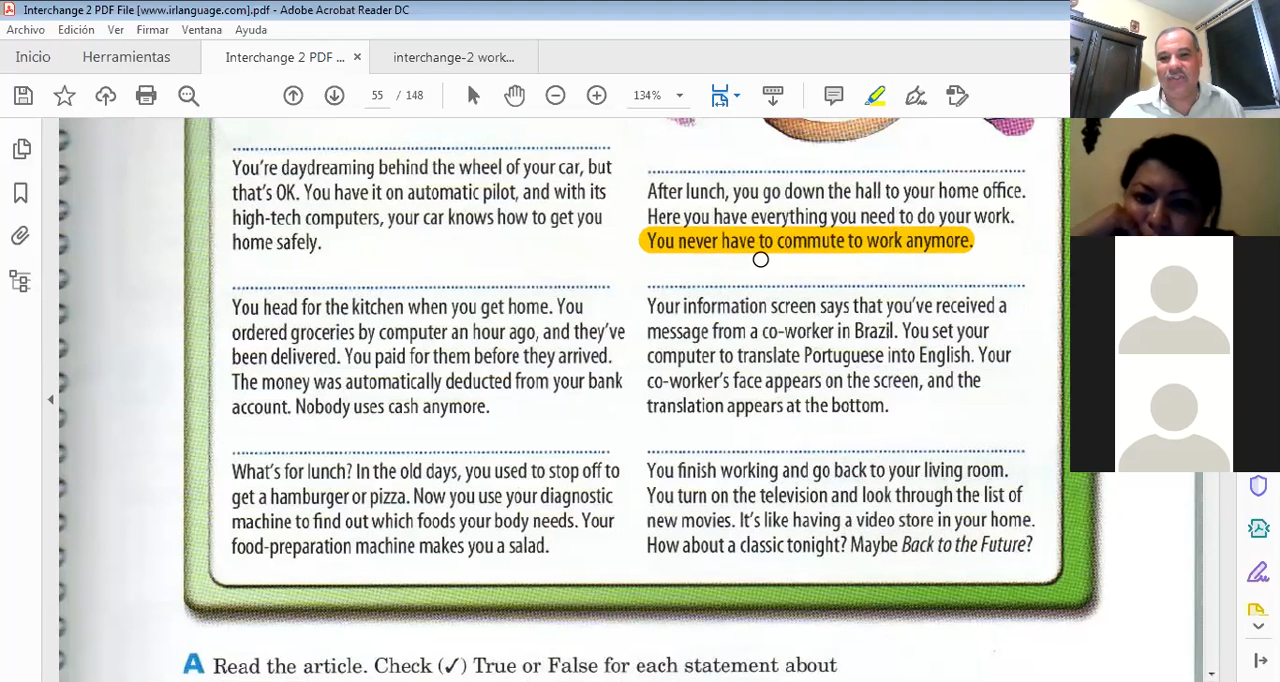 Interchange 2 PDF File [www.irlanguage.com].pdf - Adobe Acrobat Reader DC
Archivo Edición Ver Firmar Ventana Ayuda
Inicio Herramientas Interchange 2 PDF ... × interchange-2 work...
55 / 148 134%
You're daydreaming behind the wheel of your car, but
that's OK. You have it on automatic pilot, and with its
high-tech computers, your car knows how to get you
home safely.
You head for the kitchen when you get home. You
ordered groceries by computer an hour ago, and they've
been delivered. You paid for them before they arrived.
The money was automatically deducted from your bank
account. Nobody uses cash anymore.
What's for lunch? In the old days, you used to stop off to
get a hamburger or pizza. Now you use your diagnostic
machine to find out which foods your body needs. Your
food-preparation machine makes you a salad.
After lunch, you go down the hall to your home office.
Here you have everything you need to do your work.
You never have to commute to work anymore.
Your information screen says that you've received a
message from a co-worker in Brazil. You set your
computer to translate Portuguese into English. Your
co-worker's face appears on the screen, and the
translation appears at the bottom.
You finish working and go back to your living room.
You turn on the television and look through the list of
new movies. It's like having a video store in your home.
How about a classic tonight? Maybe Back to the Future?
A Read the article. Check (✓) True or False for each statement about